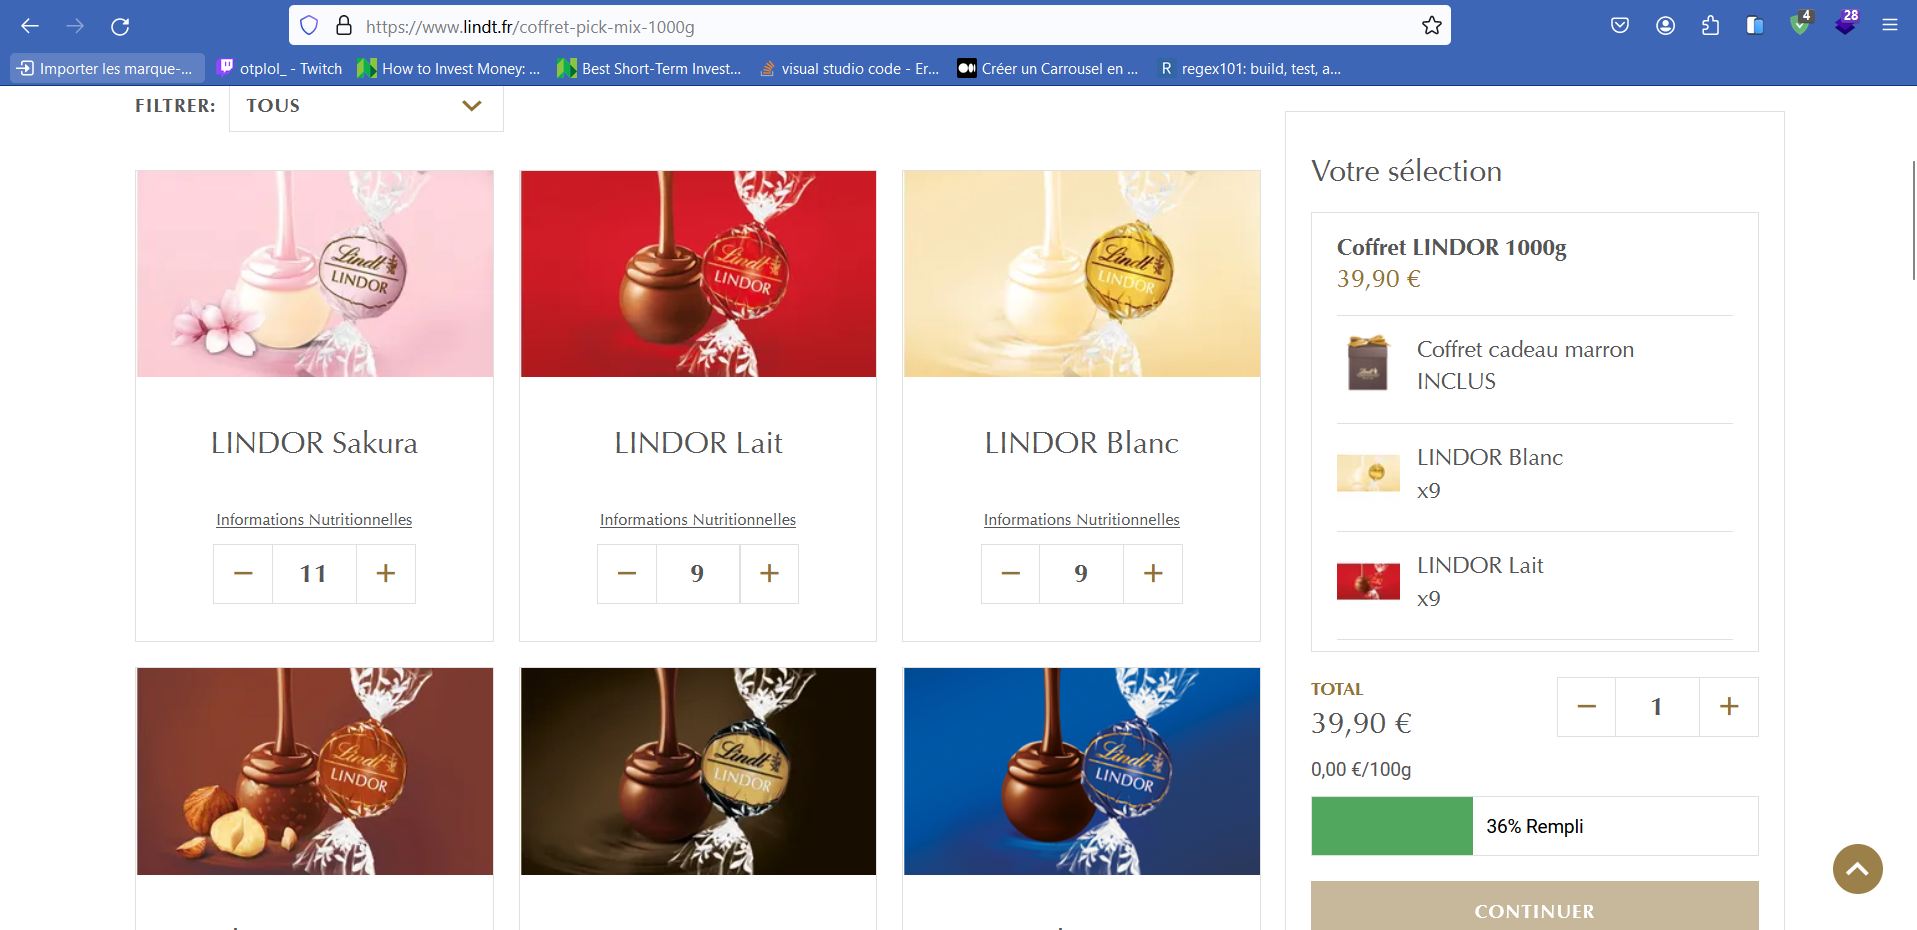 https://www.lindt.fr/coffret-pick-mix-1000g
4
28
Importer les marque-...
otplol_ - Twitch
How to Invest Money: ...
Best Short-Term Invest...
visual studio code - Er...
Créer un Carrousel en ...
R regex101: build, test, a...
FILTRER: TOUS
Lindt
LINDOR
Lindt
LINDOR
Lindt
LINDOR
LINDOR Sakura
LINDOR Lait
LINDOR Blanc
Informations Nutritionnelles
Informations Nutritionnelles
Informations Nutritionnelles
− 11 +
− 9 +
− 9 +
Lindt
LINDOR
Lindt
LINDOR
Lindt
LINDOR
Votre sélection
Coffret LINDOR 1000g
39,90 €
Coffret cadeau marron
INCLUS
LINDOR Blanc
x9
LINDOR Lait
x9
TOTAL
39,90 €
− 1 +
0,00 €/100g
36% Rempli
CONTINUER